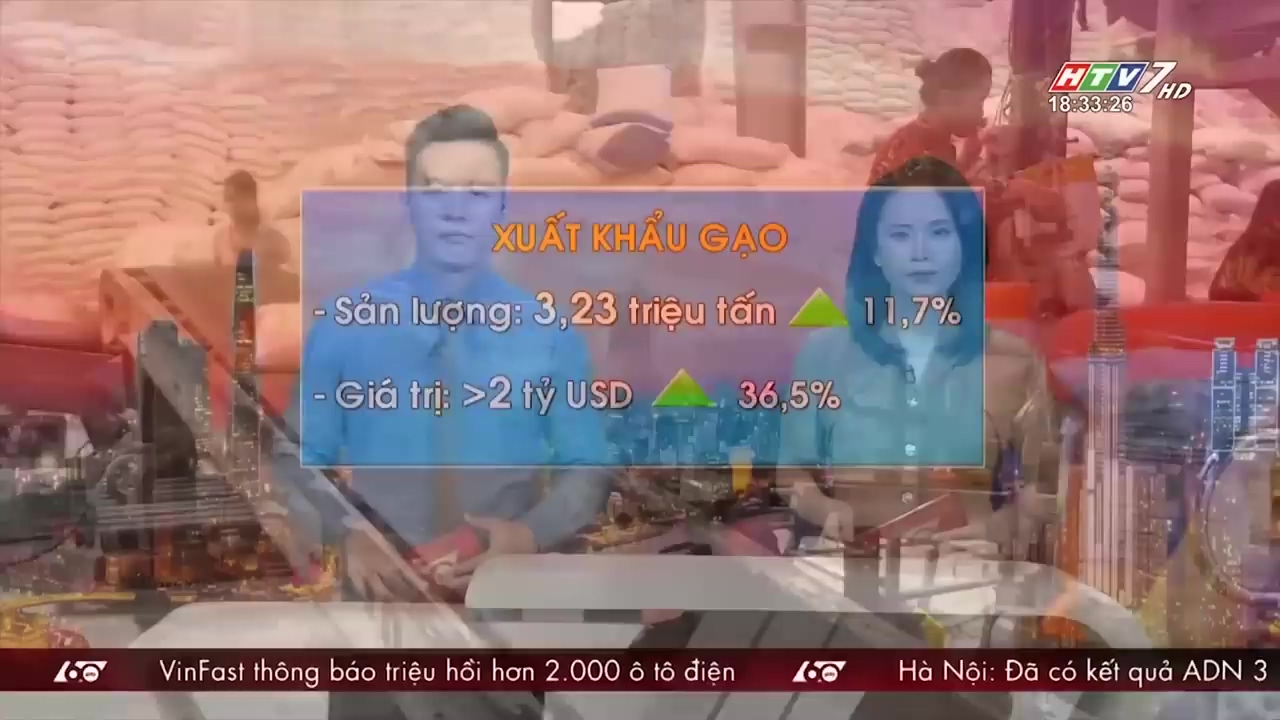 HTV7 HD
18:33:26
XUẤT KHẨU GẠO
- Sản lượng: 3,23 triệu tấn 11,7%
- Giá trị: >2 tỷ USD 36,5%
60 VinFast thông báo triệu hồi hơn 2.000 ô tô điện 60 Hà Nội: Đã có kết quả ADN 3